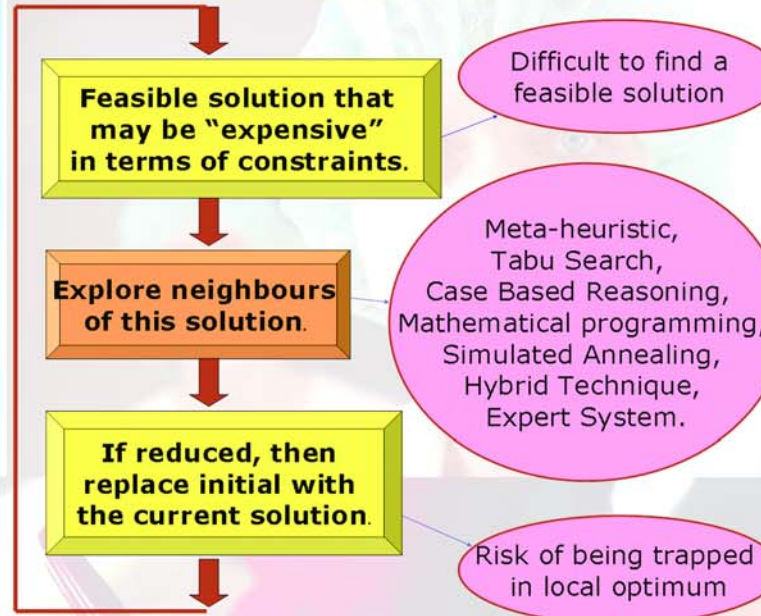 Feasible solution that
may be “expensive”
in terms of constraints.
Difficult to find a
feasible solution
Explore neighbours
of this solution.
Meta-heuristic,
Tabu Search,
Case Based Reasoning,
Mathematical programming,
Simulated Annealing,
Hybrid Technique,
Expert System.
If reduced, then
replace initial with
the current solution.
Risk of being trapped
in local optimum